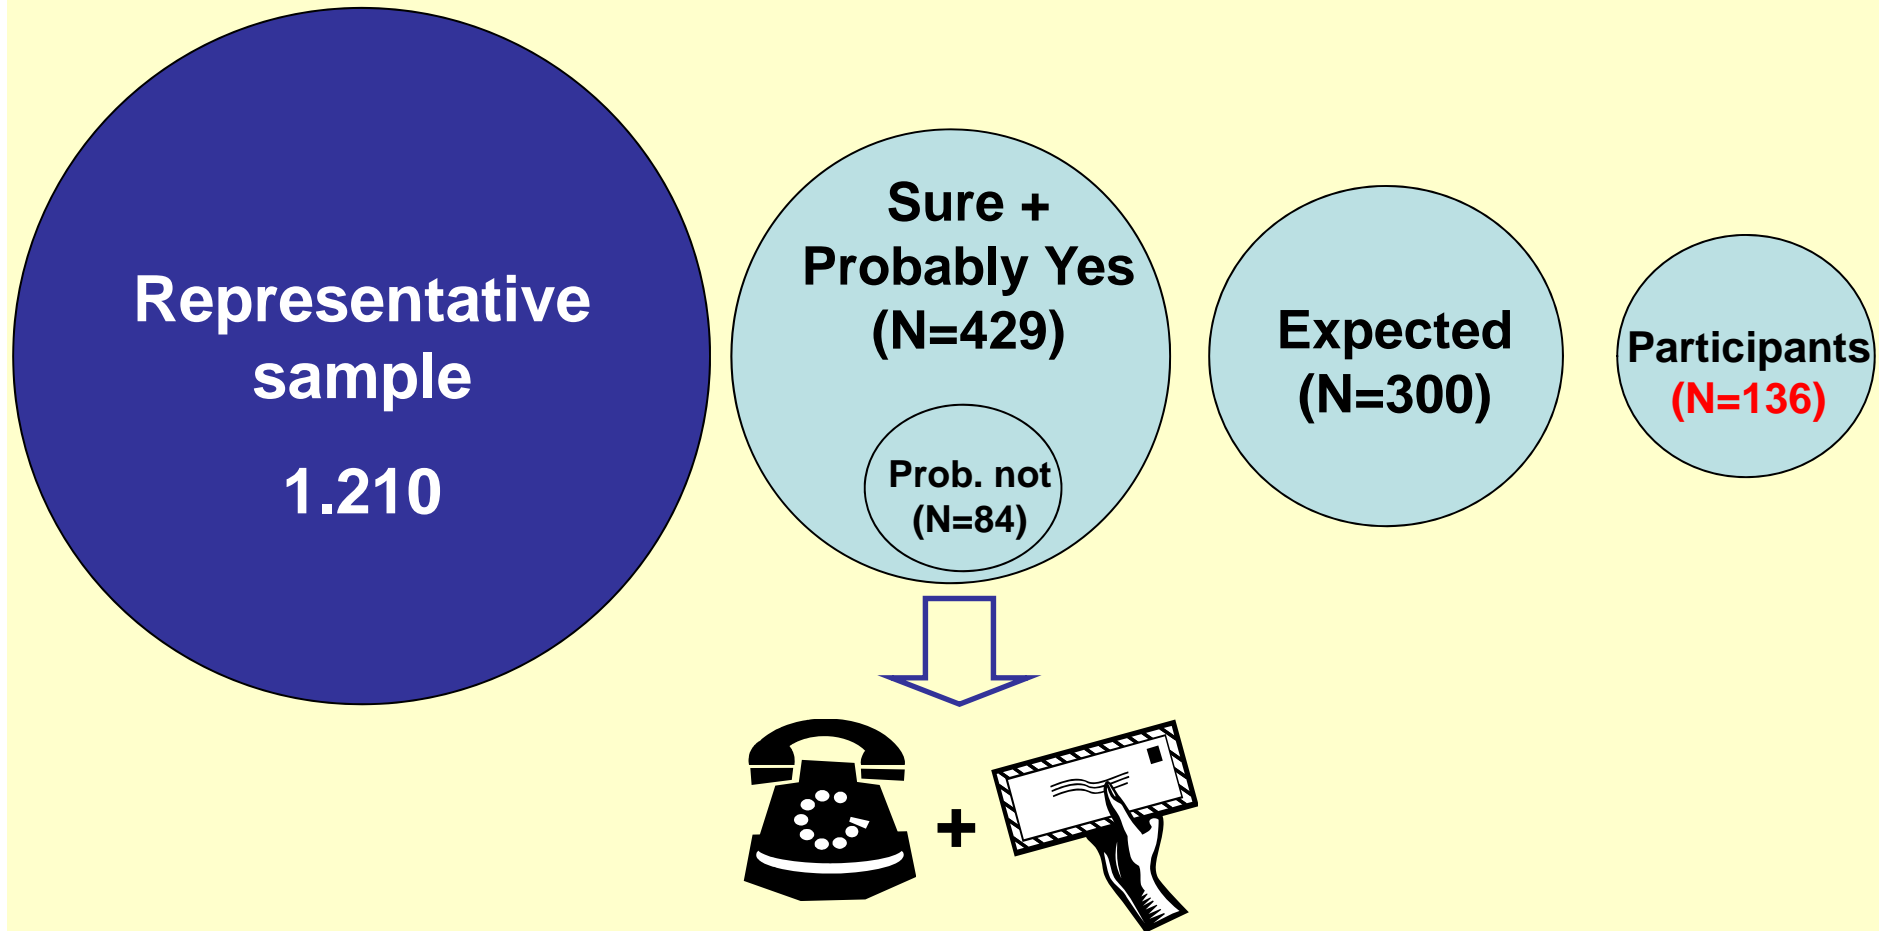 Representative
sample
1.210
Sure +
Probably Yes
(N=429)
Prob. not
(N=84)
Expected
(N=300)
Participants
(N=136)
+